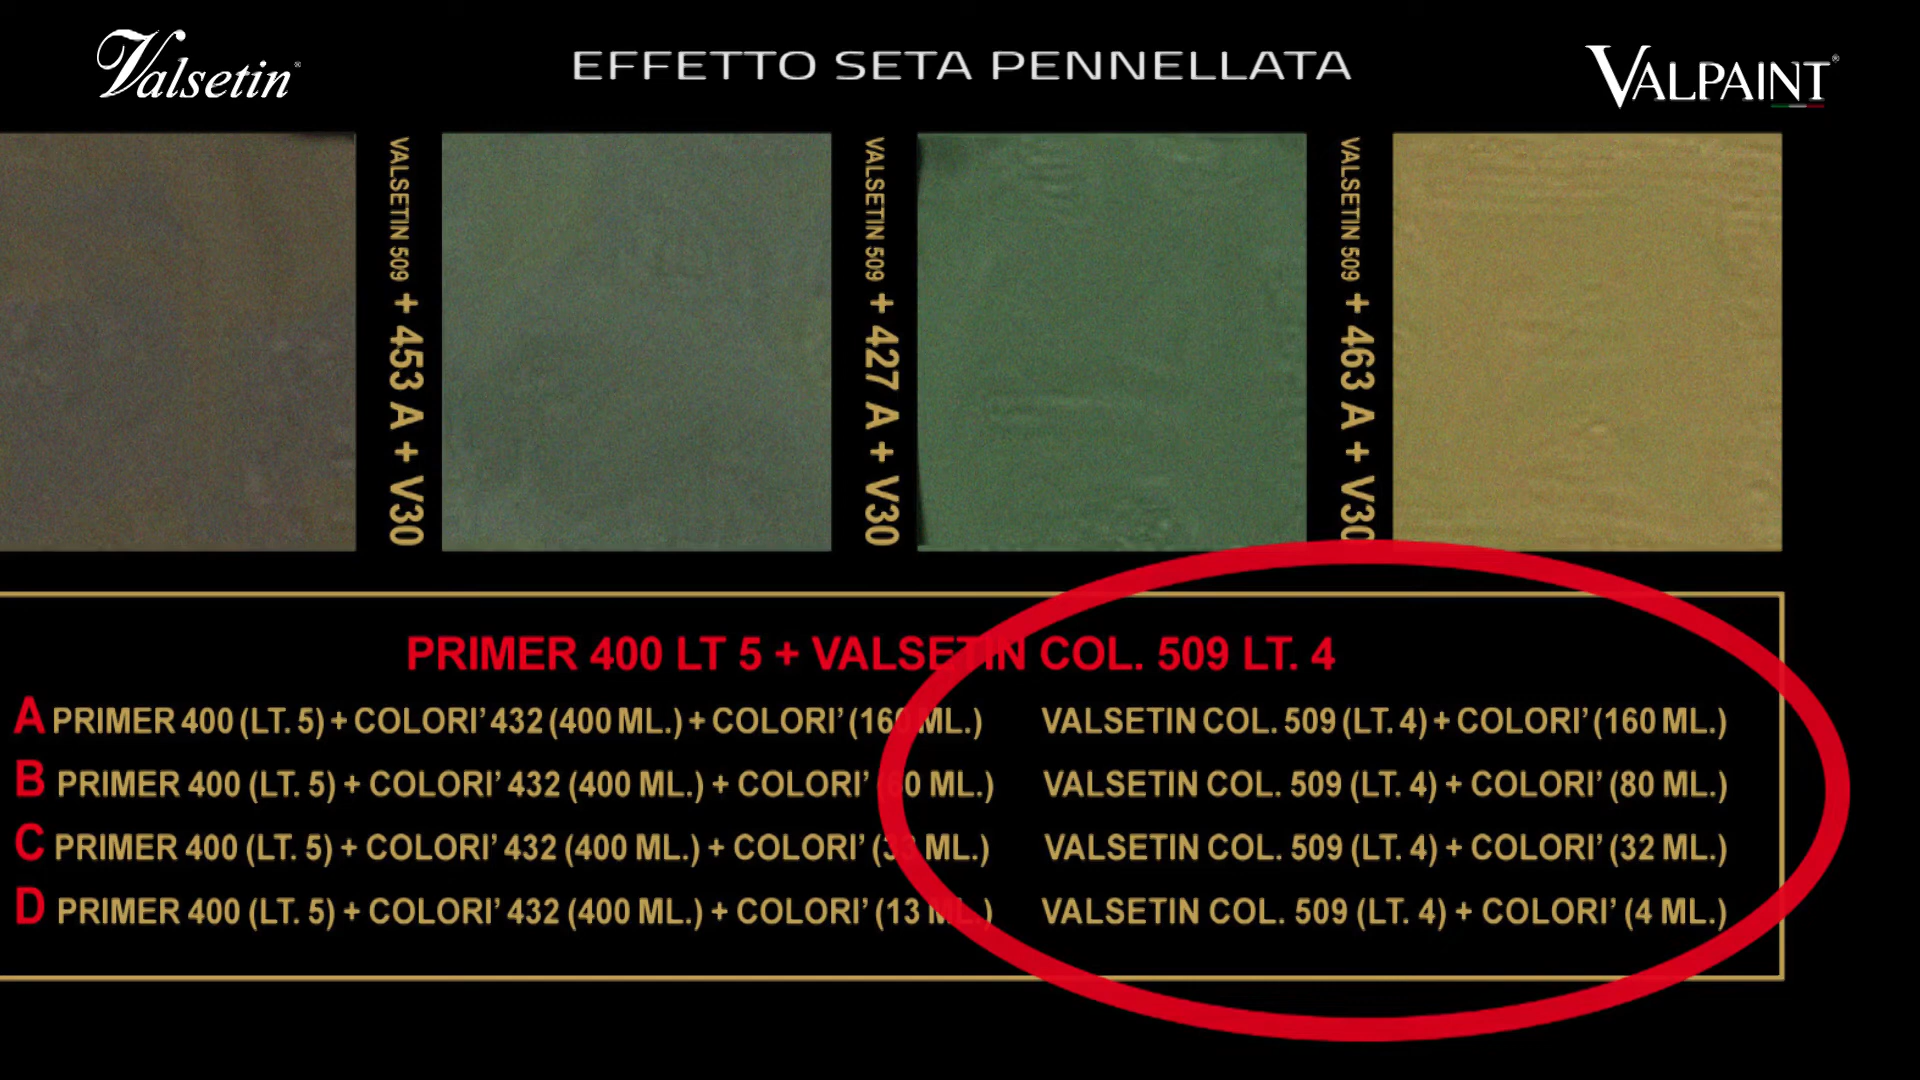 Valsetin®
EFFETTO SETA PENNELLATA
VALPAINT®
VALSETIN 509 + 453 A + V30
VALSETIN 509 + 427 A + V30
VALSETIN 509 + 463 A + V30
PRIMER 400 LT 5 + VALSETIN COL. 509 LT. 4
A PRIMER 400 (LT. 5) + COLORI’ 432 (400 ML.) + COLORI’ (160 ML.) VALSETIN COL. 509 (LT. 4) + COLORI’ (160 ML.)
B PRIMER 400 (LT. 5) + COLORI’ 432 (400 ML.) + COLORI’ ML.) VALSETIN COL. 509 (LT. 4) + COLORI’ (80 ML.)
C PRIMER 400 (LT. 5) + COLORI’ 432 (400 ML.) + COLORI’ ML.) VALSETIN COL. 509 (LT. 4) + COLORI’ (32 ML.)
D PRIMER 400 (LT. 5) + COLORI’ 432 (400 ML.) + COLORI’ (13 ML.) VALSETIN COL. 509 (LT. 4) + COLORI’ (4 ML.)